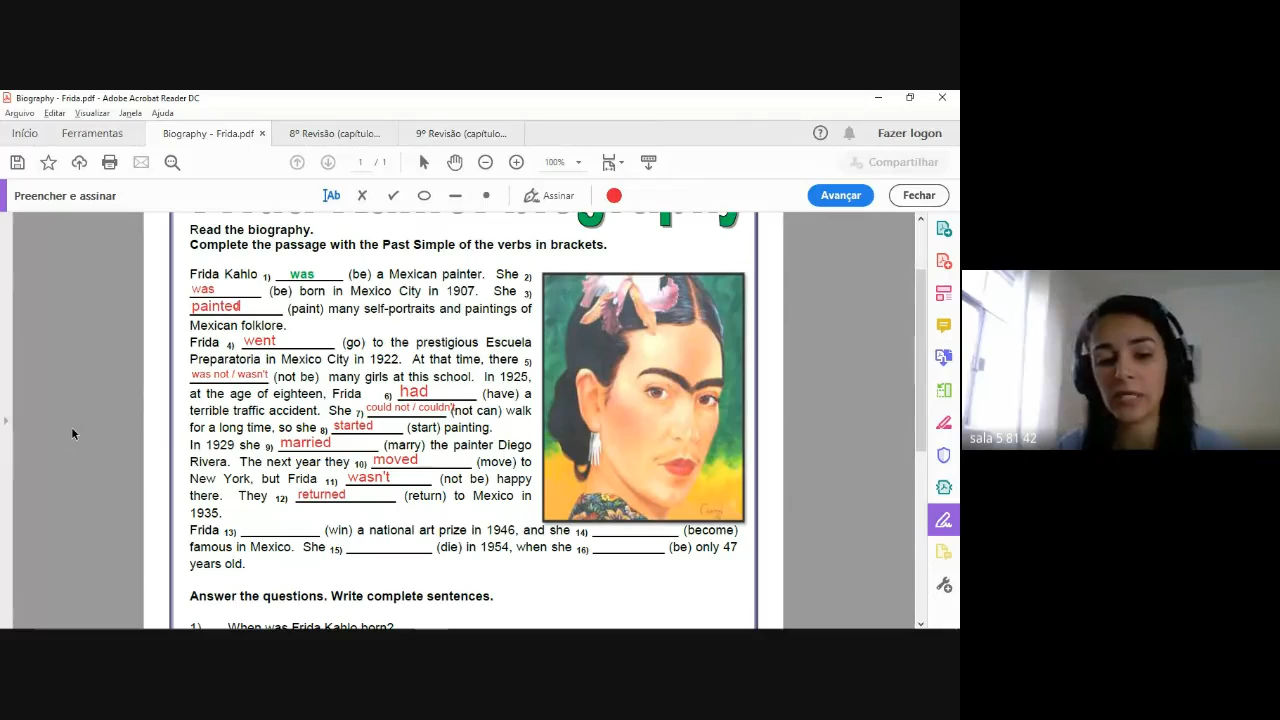 Biography - Frida.pdf - Adobe Acrobat Reader DC
Arquivo Editar Visualizar Janela Ajuda
Início Ferramentas Biography - Frida.pdf × 8º Revisão (capítulo... 9º Revisão (capítulo... Fazer logon
1 / 1 100% Compartilhar
Preencher e assinar Ab Assinar Avançar Fechar
Read the biography.
Complete the passage with the Past Simple of the verbs in brackets.
Frida Kahlo 1) was (be) a Mexican painter. She 2)
was (be) born in Mexico City in 1907. She 3)
painted (paint) many self-portraits and paintings of
Mexican folklore.
Frida 4) went (go) to the prestigious Escuela
Preparatoria in Mexico City in 1922. At that time, there 5)
was not / wasn't (not be) many girls at this school. In 1925,
at the age of eighteen, Frida 6) had (have) a
terrible traffic accident. She 7) could not / couldn't (not can) walk
for a long time, so she 8) started (start) painting.
In 1929 she 9) married (marry) the painter Diego
Rivera. The next year they 10) moved (move) to
New York, but Frida 11) wasn't (not be) happy
there. They 12) returned (return) to Mexico in
1935.
Frida 13) ____________ (win) a national art prize in 1946, and she 14) ____________ (become)
famous in Mexico. She 15) ____________ (die) in 1954, when she 16) __________ (be) only 47
years old.
Answer the questions. Write complete sentences.
1) When was Frida Kahlo born?
sala 5 81 42